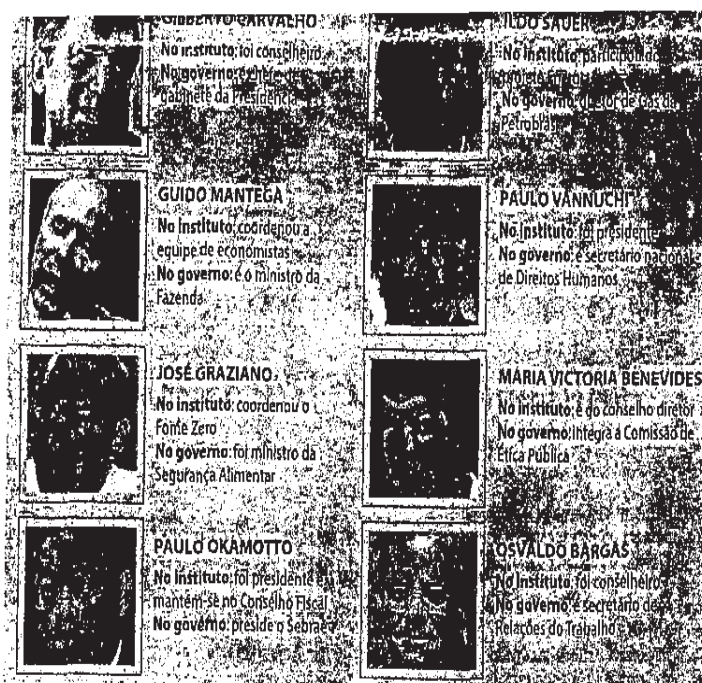 GILBERTO CARVALHO
No instituto: foi conselheiro
No governo: é chefe de
gabinete da Presidência
GUIDO MANTEGA
No instituto: coordenou a
equipe de economistas
No governo: é o ministro da
Fazenda
JOSÉ GRAZIANO
No instituto: coordenou o
Fome Zero
No governo: foi ministro da
Segurança Alimentar
PAULO OKAMOTTO
No instituto: foi presidente e
mantém-se no Conselho Fiscal
No governo: preside o Sebrae
ILDO SAUER
No instituto: participou do
No governo: diretor de Gás da
Petrobras
PAULO VANNUCHI
No instituto: foi presidente
No governo: é secretário nacional
de Direitos Humanos
MARIA VICTORIA BENEVIDES
No instituto: é do conselho diretor
No governo: integra a Comissão de
Ética Pública
OSVALDO BARGAS
No instituto: foi conselheiro
No governo: é secretário de
Relações do Trabalho